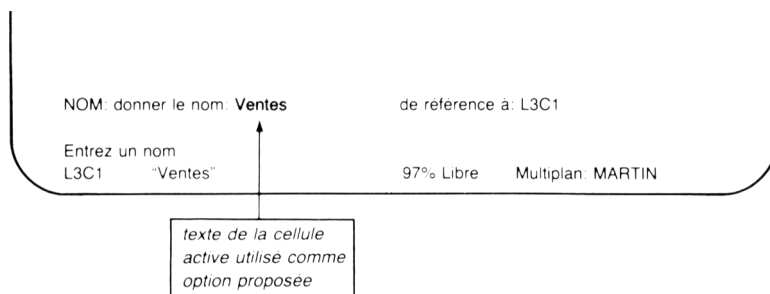 NOM: donner le nom: Ventes de référence à: L3C1
Entrez un nom
L3C1 "Ventes" 97% Libre Multiplan: MARTIN
texte de la cellule
active utilisé comme
option proposée